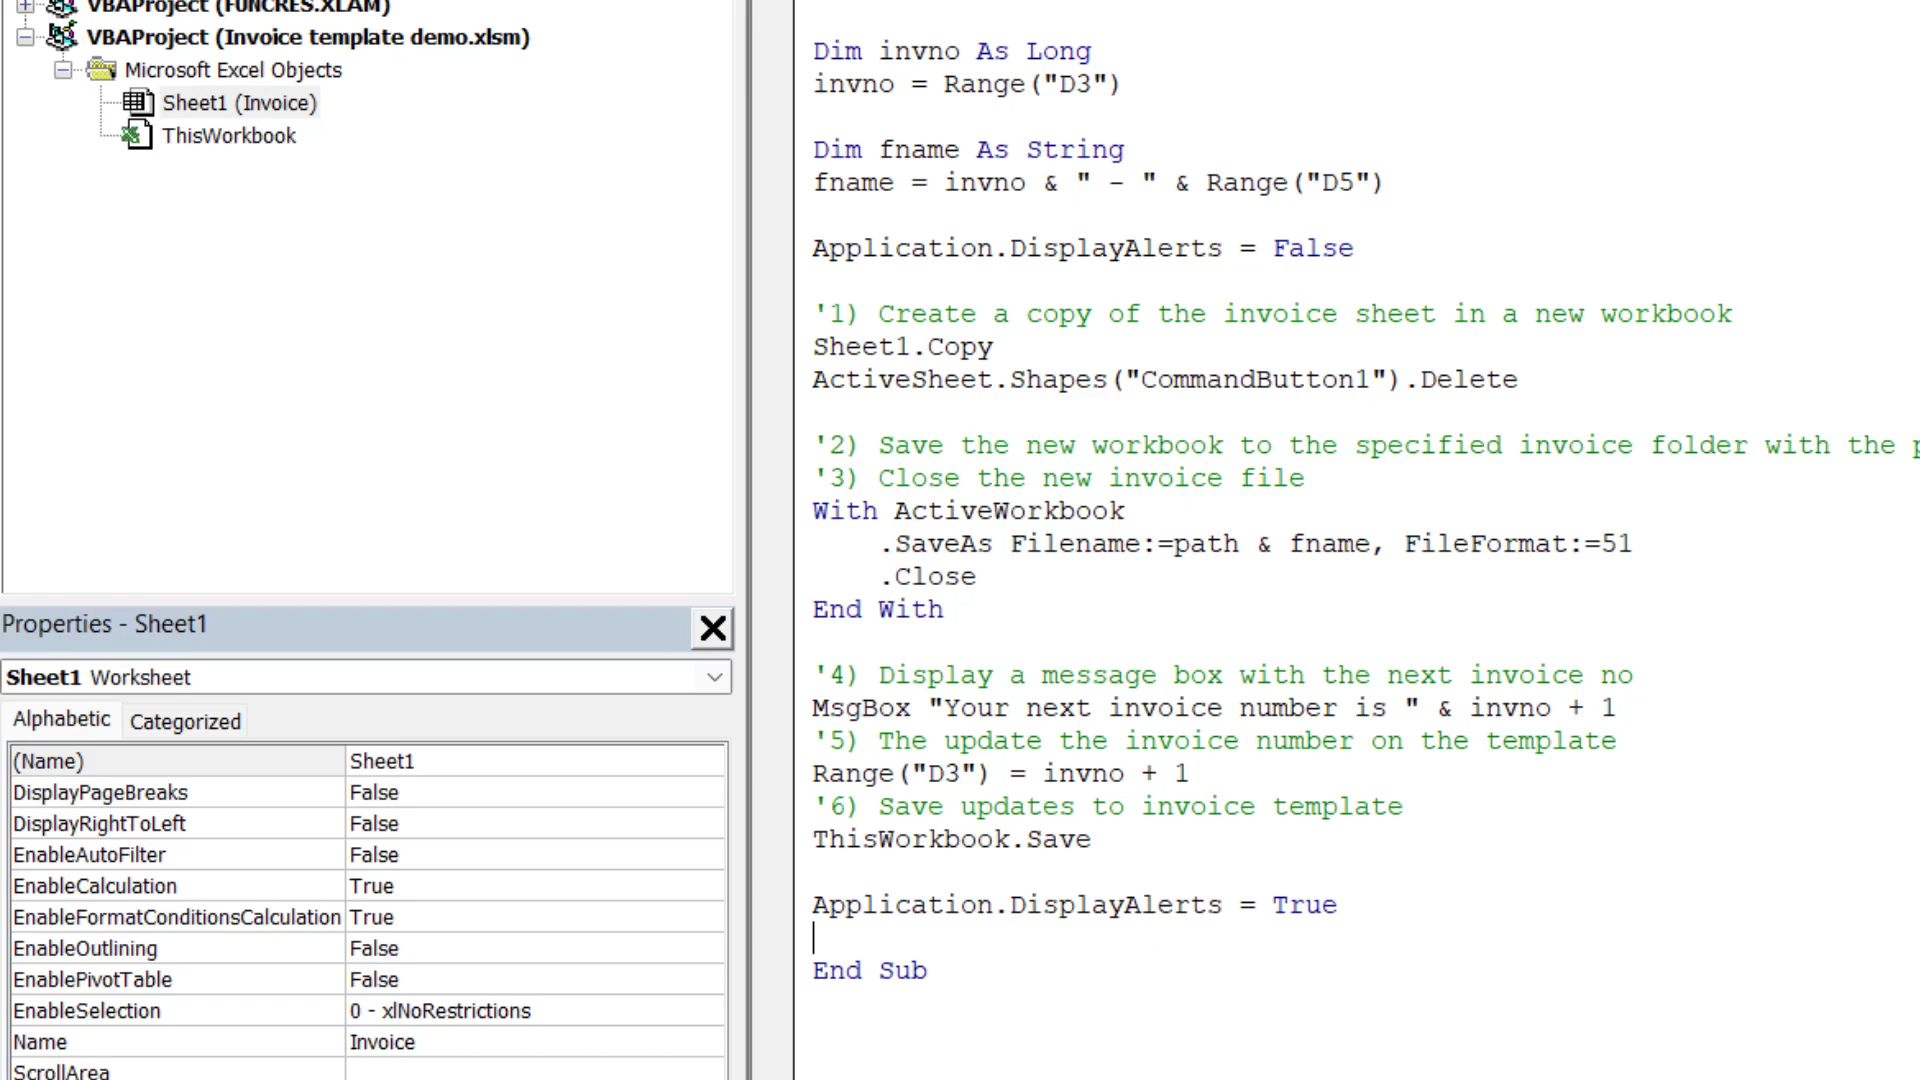 VBAProject (FUNCRES.XLAM)
VBAProject (Invoice template demo.xlsm)
Microsoft Excel Objects
Sheet1 (Invoice)
ThisWorkbook
Properties - Sheet1
Sheet1 Worksheet
Alphabetic Categorized
(Name) Sheet1
DisplayPageBreaks False
DisplayRightToLeft False
EnableAutoFilter False
EnableCalculation True
EnableFormatConditionsCalculation True
EnableOutlining False
EnablePivotTable False
EnableSelection 0 - xlNoRestrictions
Name Invoice
ScrollArea
Dim invno As Long
invno = Range("D3")
Dim fname As String
fname = invno & " - " & Range("D5")
Application.DisplayAlerts = False
'1) Create a copy of the invoice sheet in a new workbook
Sheet1.Copy
ActiveSheet.Shapes("CommandButton1").Delete
'2) Save the new workbook to the specified invoice folder with the
'3) Close the new invoice file
With ActiveWorkbook
.SaveAs Filename:=path & fname, FileFormat:=51
.Close
End With
'4) Display a message box with the next invoice no
MsgBox "Your next invoice number is " & invno + 1
'5) The update the invoice number on the template
Range("D3") = invno + 1
'6) Save updates to invoice template
ThisWorkbook.Save
Application.DisplayAlerts = True
End Sub